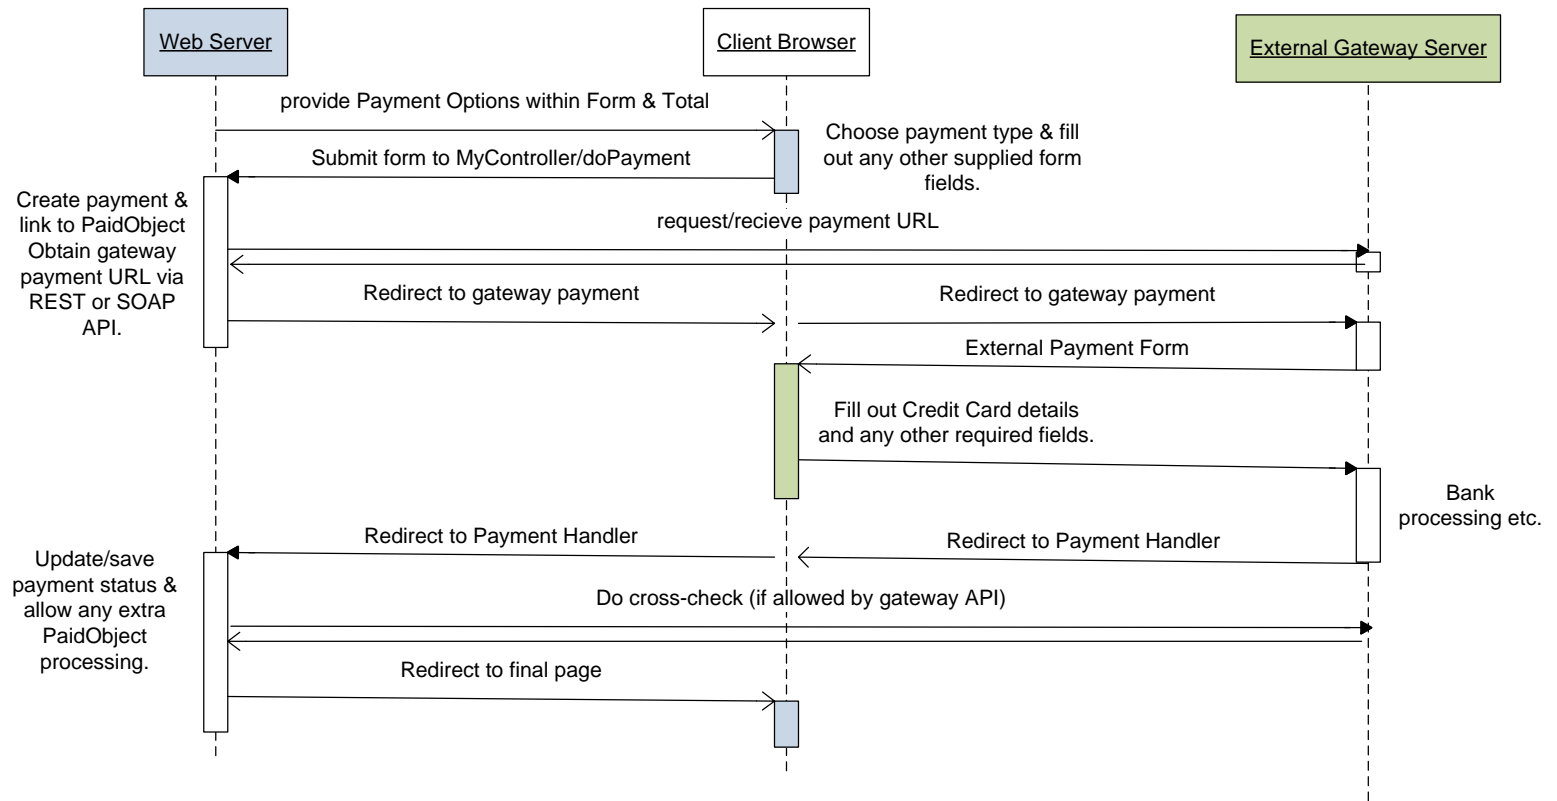 Web Server
Client Browser
External Gateway Server
provide Payment Options within Form & Total
Choose payment type & fill
out any other supplied form
fields.
Submit form to MyController/doPayment
Create payment &
link to PaidObject
Obtain gateway
payment URL via
REST or SOAP
API.
request/recieve payment URL
Redirect to gateway payment
Redirect to gateway payment
External Payment Form
Fill out Credit Card details
and any other required fields.
Bank
processing etc.
Redirect to Payment Handler
Redirect to Payment Handler
Update/save
payment status &
allow any extra
PaidObject
processing.
Do cross-check (if allowed by gateway API)
Redirect to final page